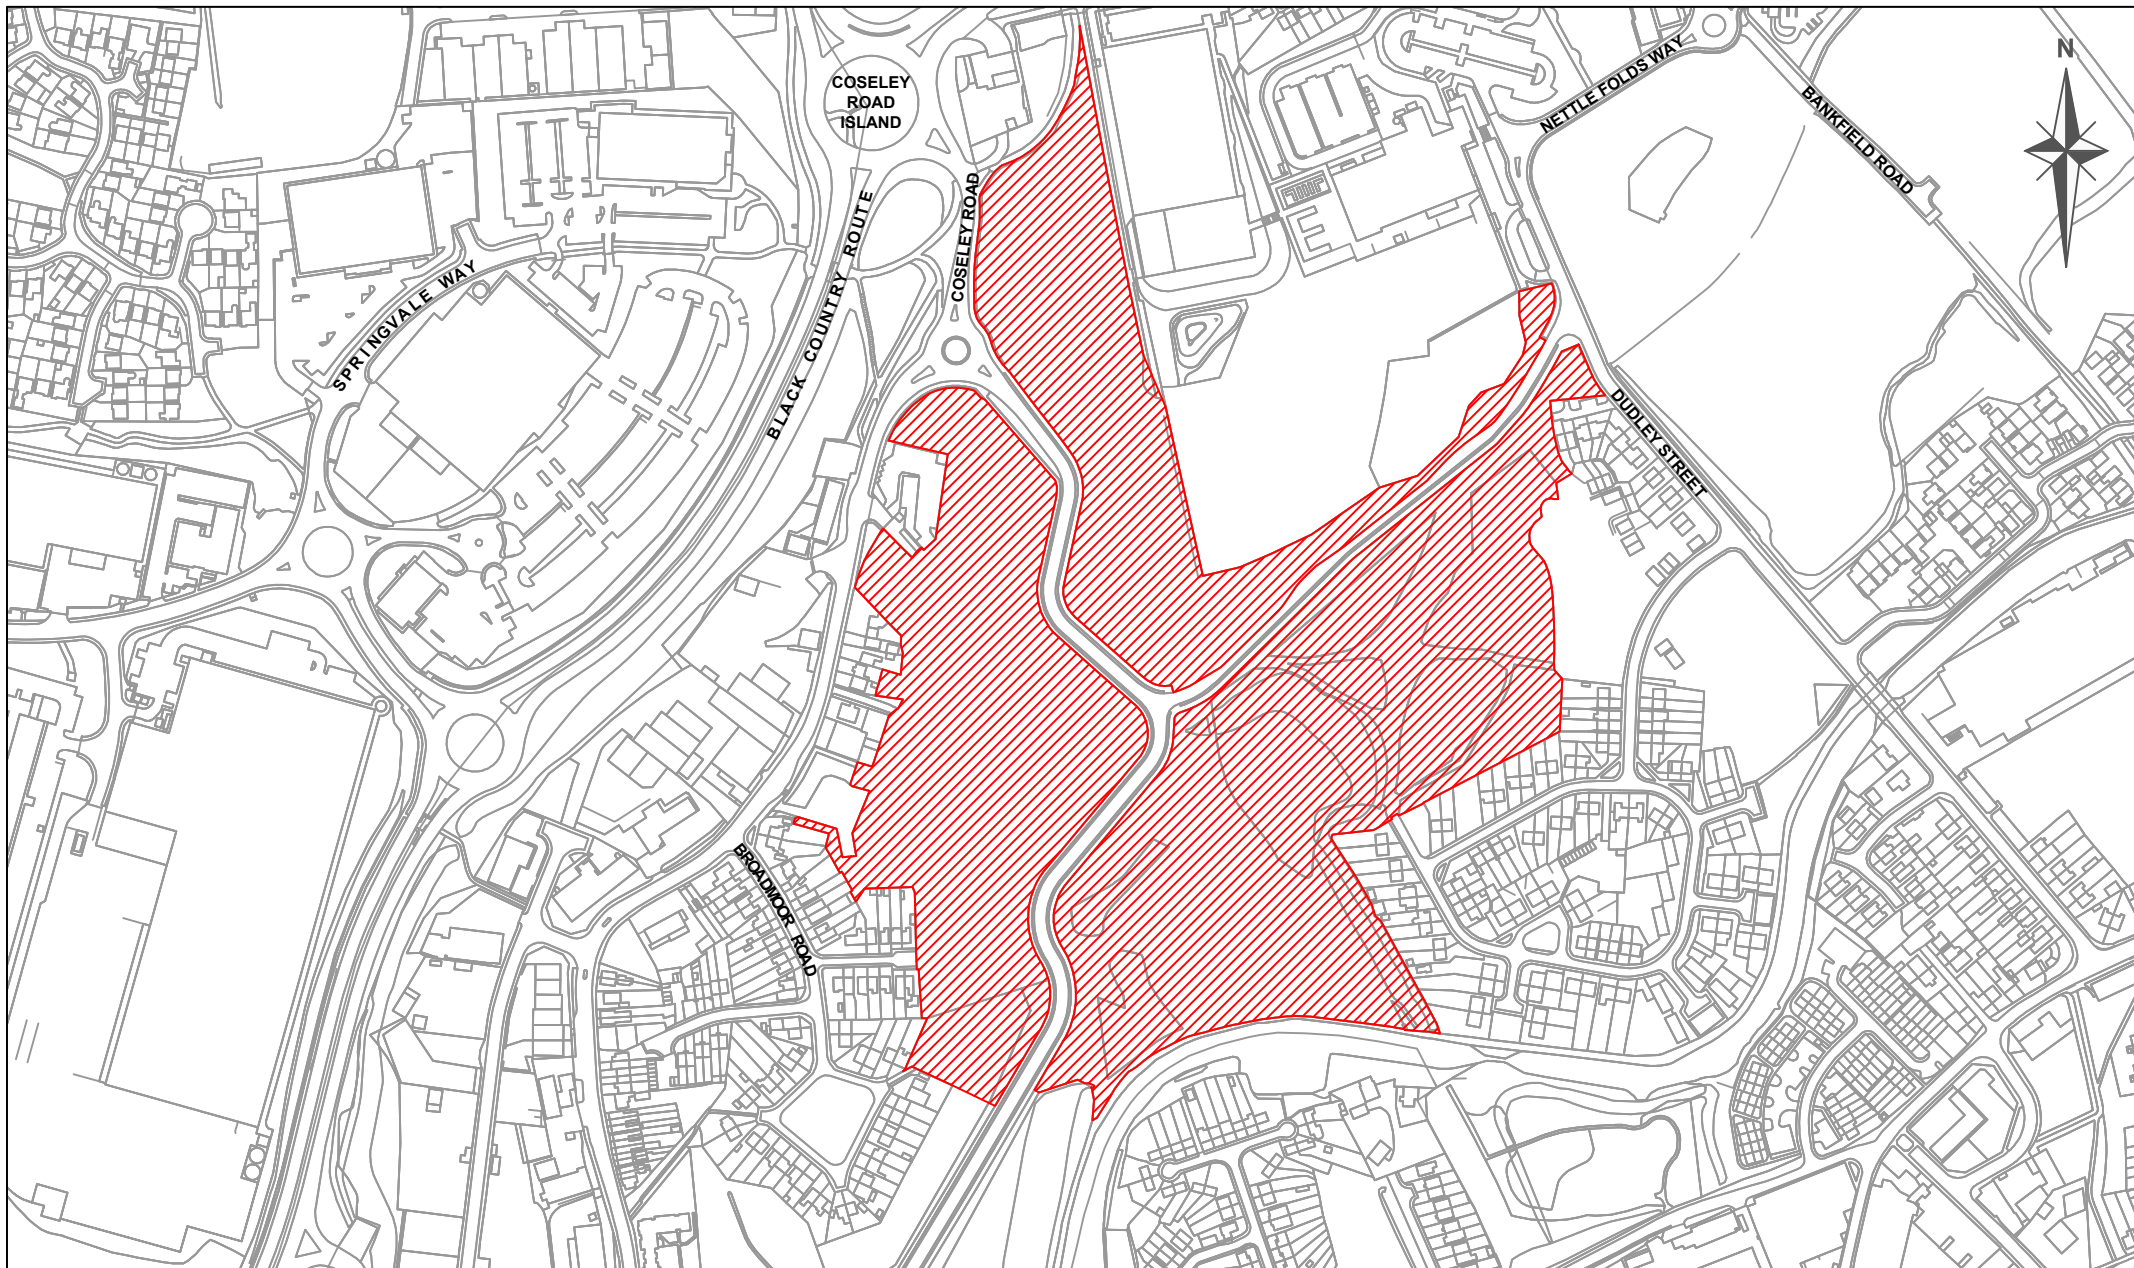 COSELEY
ROAD
ISLAND
N
NETTLE FOLDS WAY
BANKFIELD ROAD
COSELEY ROAD
BLACK COUNTRY ROUTE
SPRINGVALE WAY
DUDLEY STREET
BROADMOOR ROAD